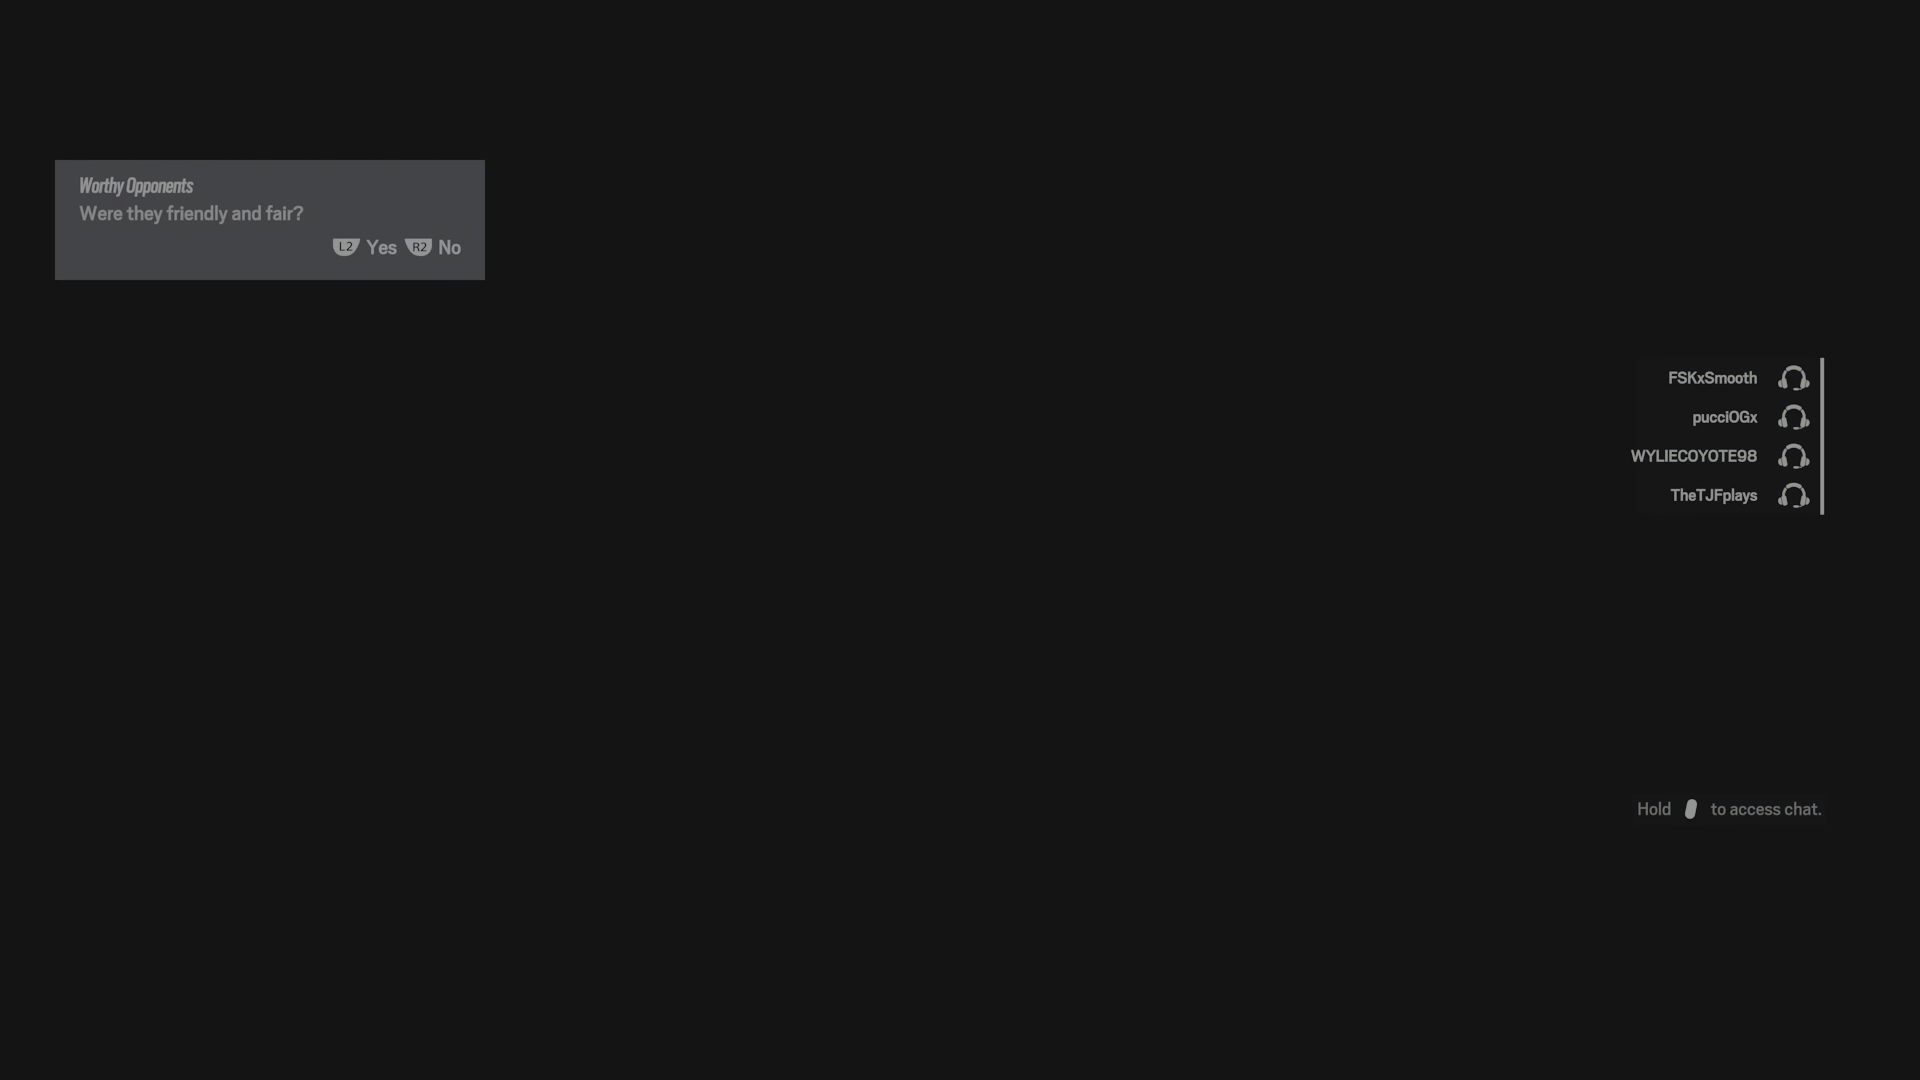 Worthy Opponents
Were they friendly and fair?
L2 Yes R2 No
FSKxSmooth
pucciOGx
WYLIECOYOTE98
TheTJFplays
Hold to access chat.